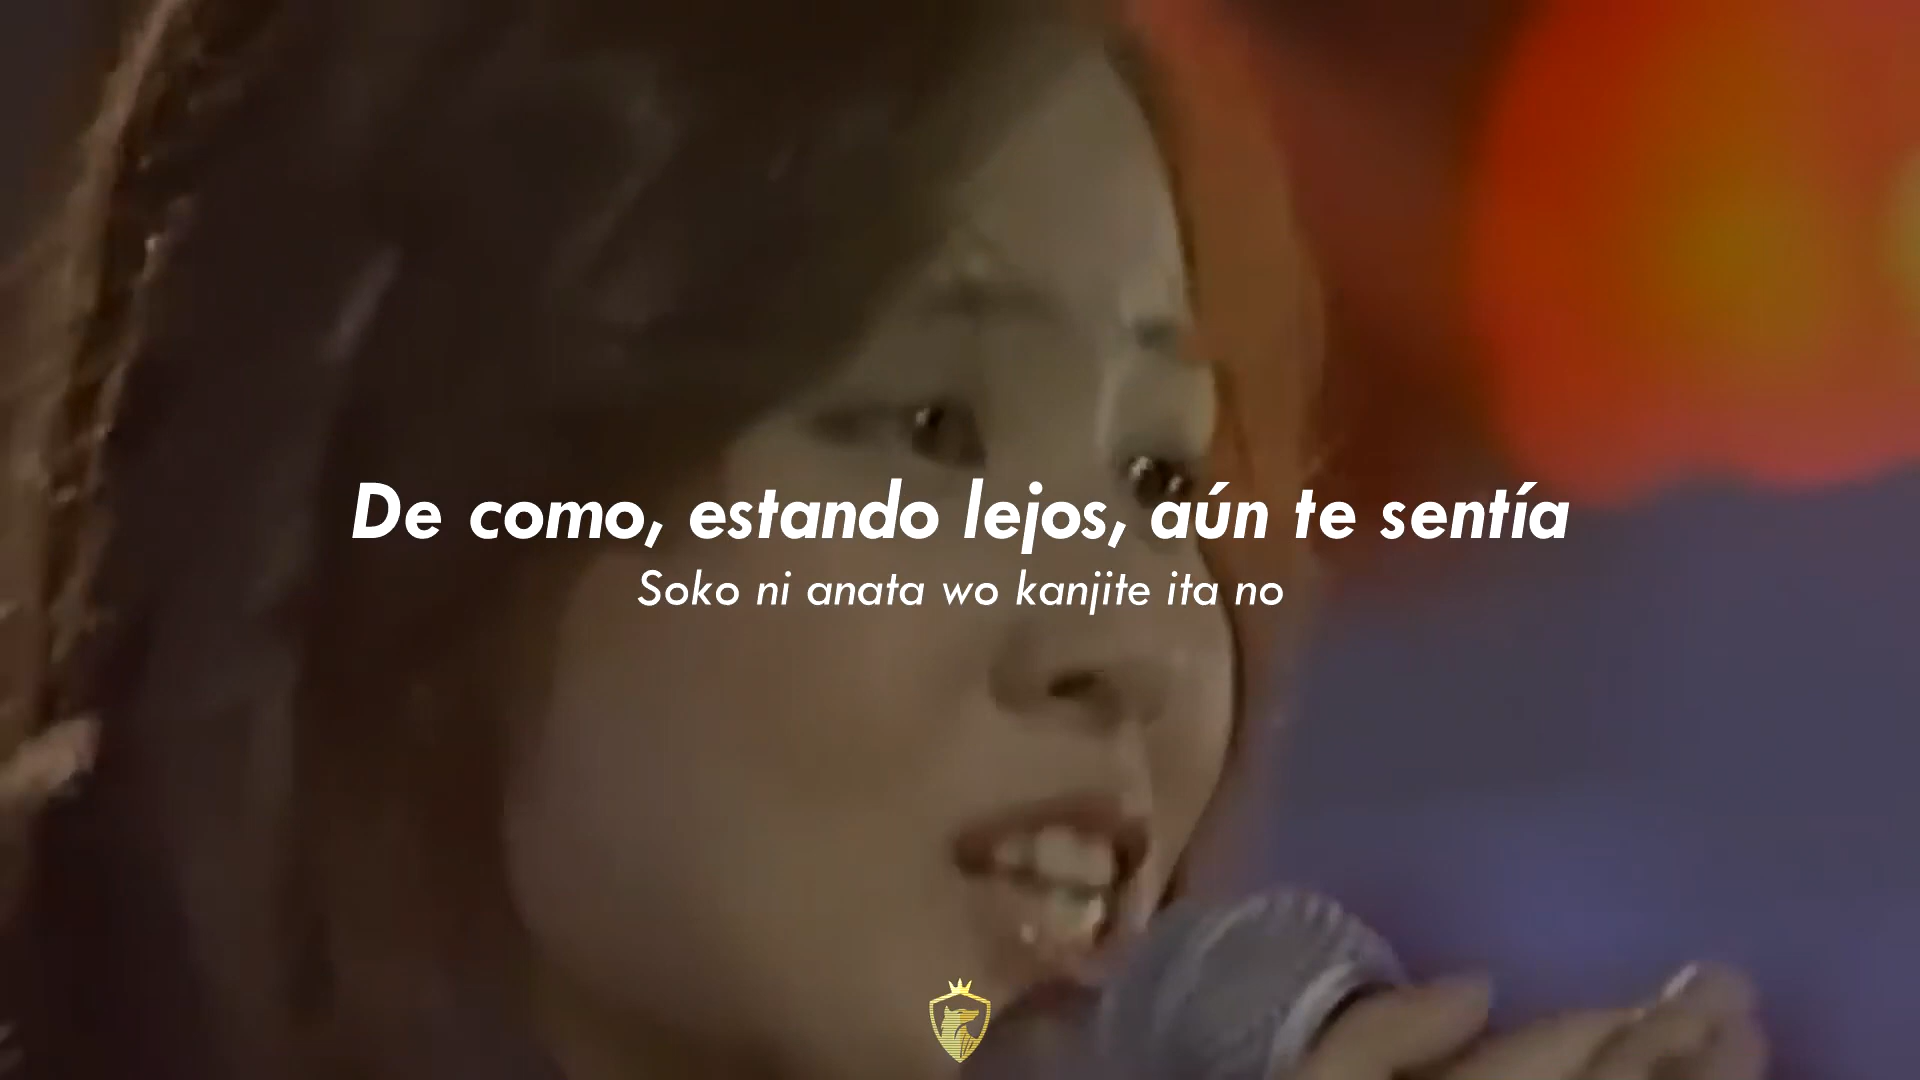 De como, estando lejos, aún te sentía
Soko ni anata wo kanjite ita no